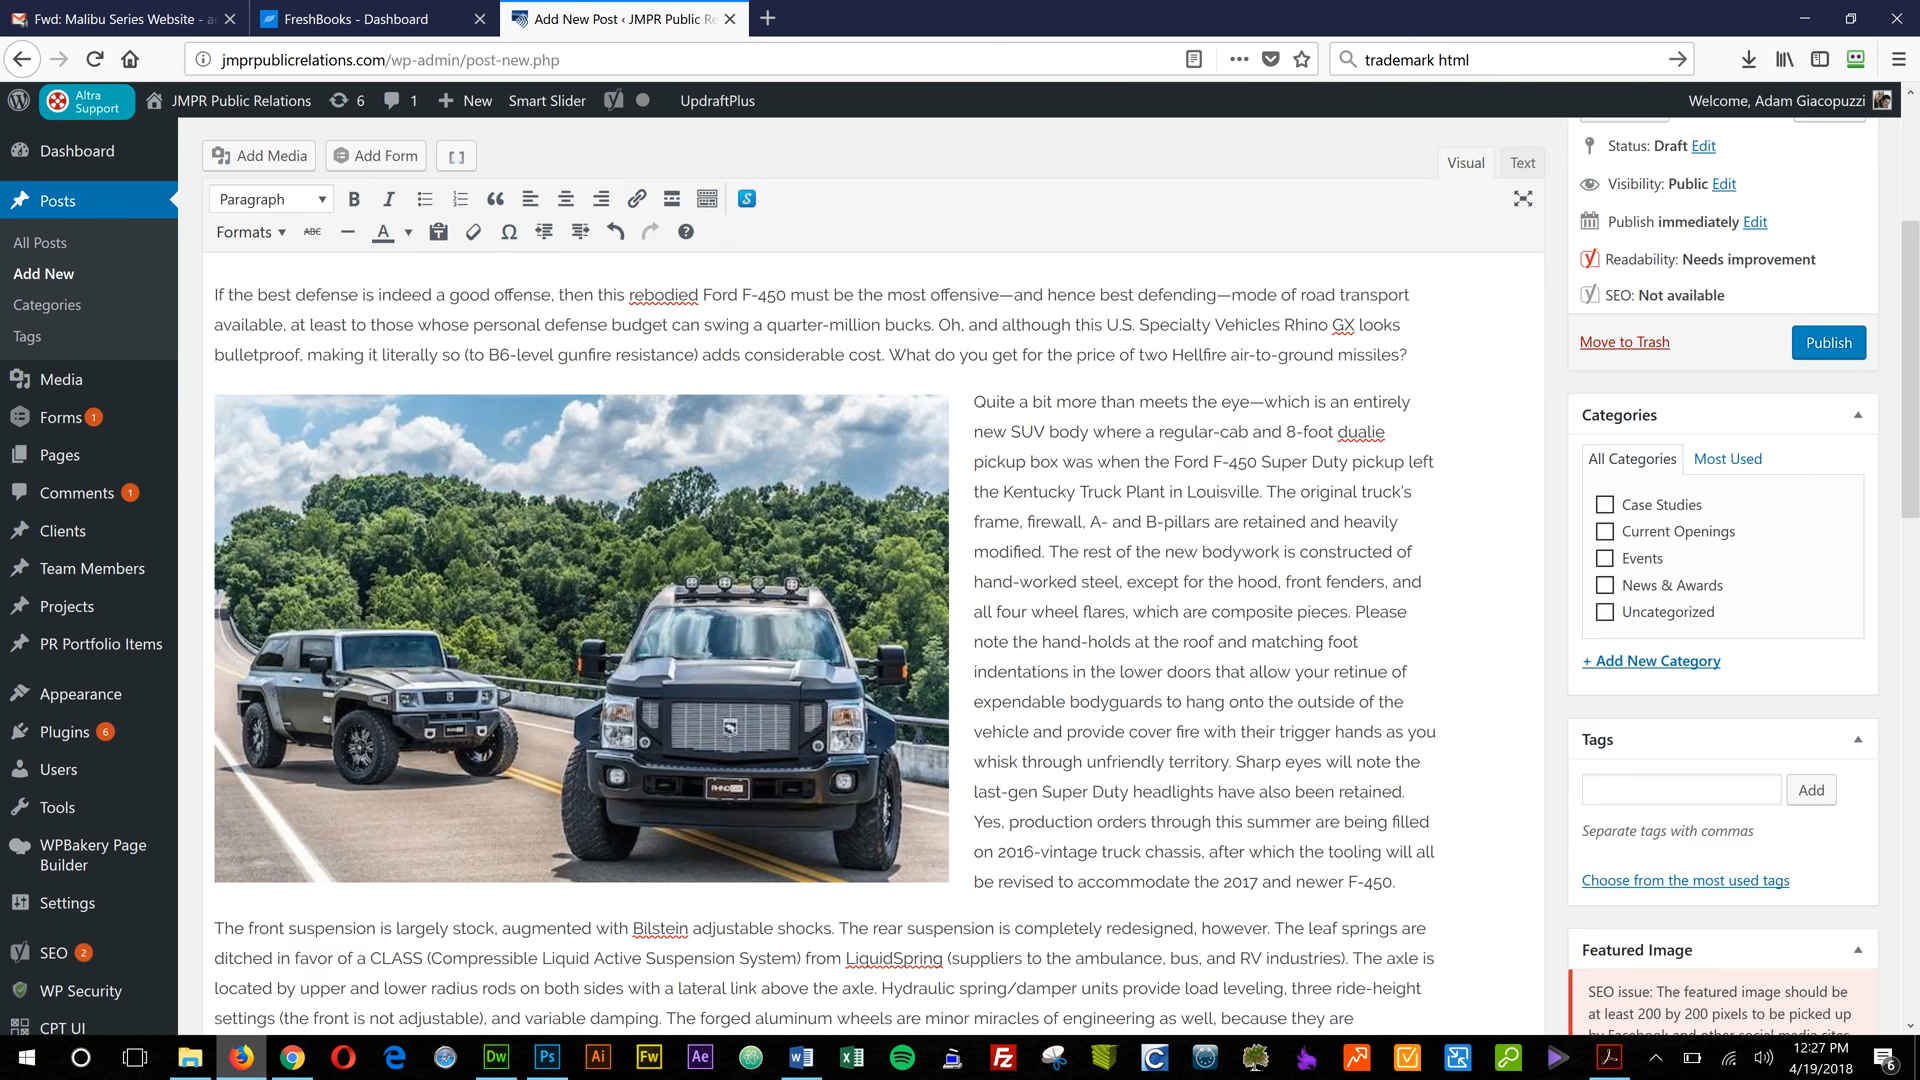 Fwd: Malibu Series Website - a
FreshBooks - Dashboard
Add New Post ‹ JMPR Public Re
jmprpublicrelations.com/wp-admin/post-new.php
trademark html
Altra
Support
JMPR Public Relations
6
1
New
Smart Slider
UpdraftPlus
Welcome, Adam Giacopuzzi
Dashboard
Posts
All Posts
Add New
Categories
Tags
Media
Forms 1
Pages
Comments 1
Clients
Team Members
Projects
PR Portfolio Items
Appearance
Plugins 6
Users
Tools
WPBakery Page
Builder
Settings
SEO 2
WP Security
CPT UI
Add Media
Add Form
[ ]
Visual
Text
Paragraph
B
I
S
Formats
ABC
A
Ω
If the best defense is indeed a good offense, then this rebodied Ford F-450 must be the most offensive—and hence best defending—mode of road transport
available, at least to those whose personal defense budget can swing a quarter-million bucks. Oh, and although this U.S. Specialty Vehicles Rhino GX looks
bulletproof, making it literally so (to B6-level gunfire resistance) adds considerable cost. What do you get for the price of two Hellfire air-to-ground missiles?
Quite a bit more than meets the eye—which is an entirely
new SUV body where a regular-cab and 8-foot dualie
pickup box was when the Ford F-450 Super Duty pickup left
the Kentucky Truck Plant in Louisville. The original truck's
frame, firewall, A- and B-pillars are retained and heavily
modified. The rest of the new bodywork is constructed of
hand-worked steel, except for the hood, front fenders, and
all four wheel flares, which are composite pieces. Please
note the hand-holds at the roof and matching foot
indentations in the lower doors that allow your retinue of
expendable bodyguards to hang onto the outside of the
vehicle and provide cover fire with their trigger hands as you
whisk through unfriendly territory. Sharp eyes will note the
last-gen Super Duty headlights have also been retained.
Yes, production orders through this summer are being filled
on 2016-vintage truck chassis, after which the tooling will all
be revised to accommodate the 2017 and newer F-450.
RHINO GX
The front suspension is largely stock, augmented with Bilstein adjustable shocks. The rear suspension is completely redesigned, however. The leaf springs are
ditched in favor of a CLASS (Compressible Liquid Active Suspension System) from LiquidSpring (suppliers to the ambulance, bus, and RV industries). The axle is
located by upper and lower radius rods on both sides with a lateral link above the axle. Hydraulic spring/damper units provide load leveling, three ride-height
settings (the front is not adjustable), and variable damping. The forged aluminum wheels are minor miracles of engineering as well, because they are
Status: Draft Edit
Visibility: Public Edit
Publish immediately Edit
Readability: Needs improvement
SEO: Not available
Move to Trash
Publish
Categories
All Categories
Most Used
Case Studies
Current Openings
Events
News & Awards
Uncategorized
+ Add New Category
Tags
Add
Separate tags with commas
Choose from the most used tags
Featured Image
SEO issue: The featured image should be
at least 200 by 200 pixels to be picked up
by Facebook and other social media sites
Dw
Ps
Ai
Fw
Ae
12:27 PM
4/19/2018
6